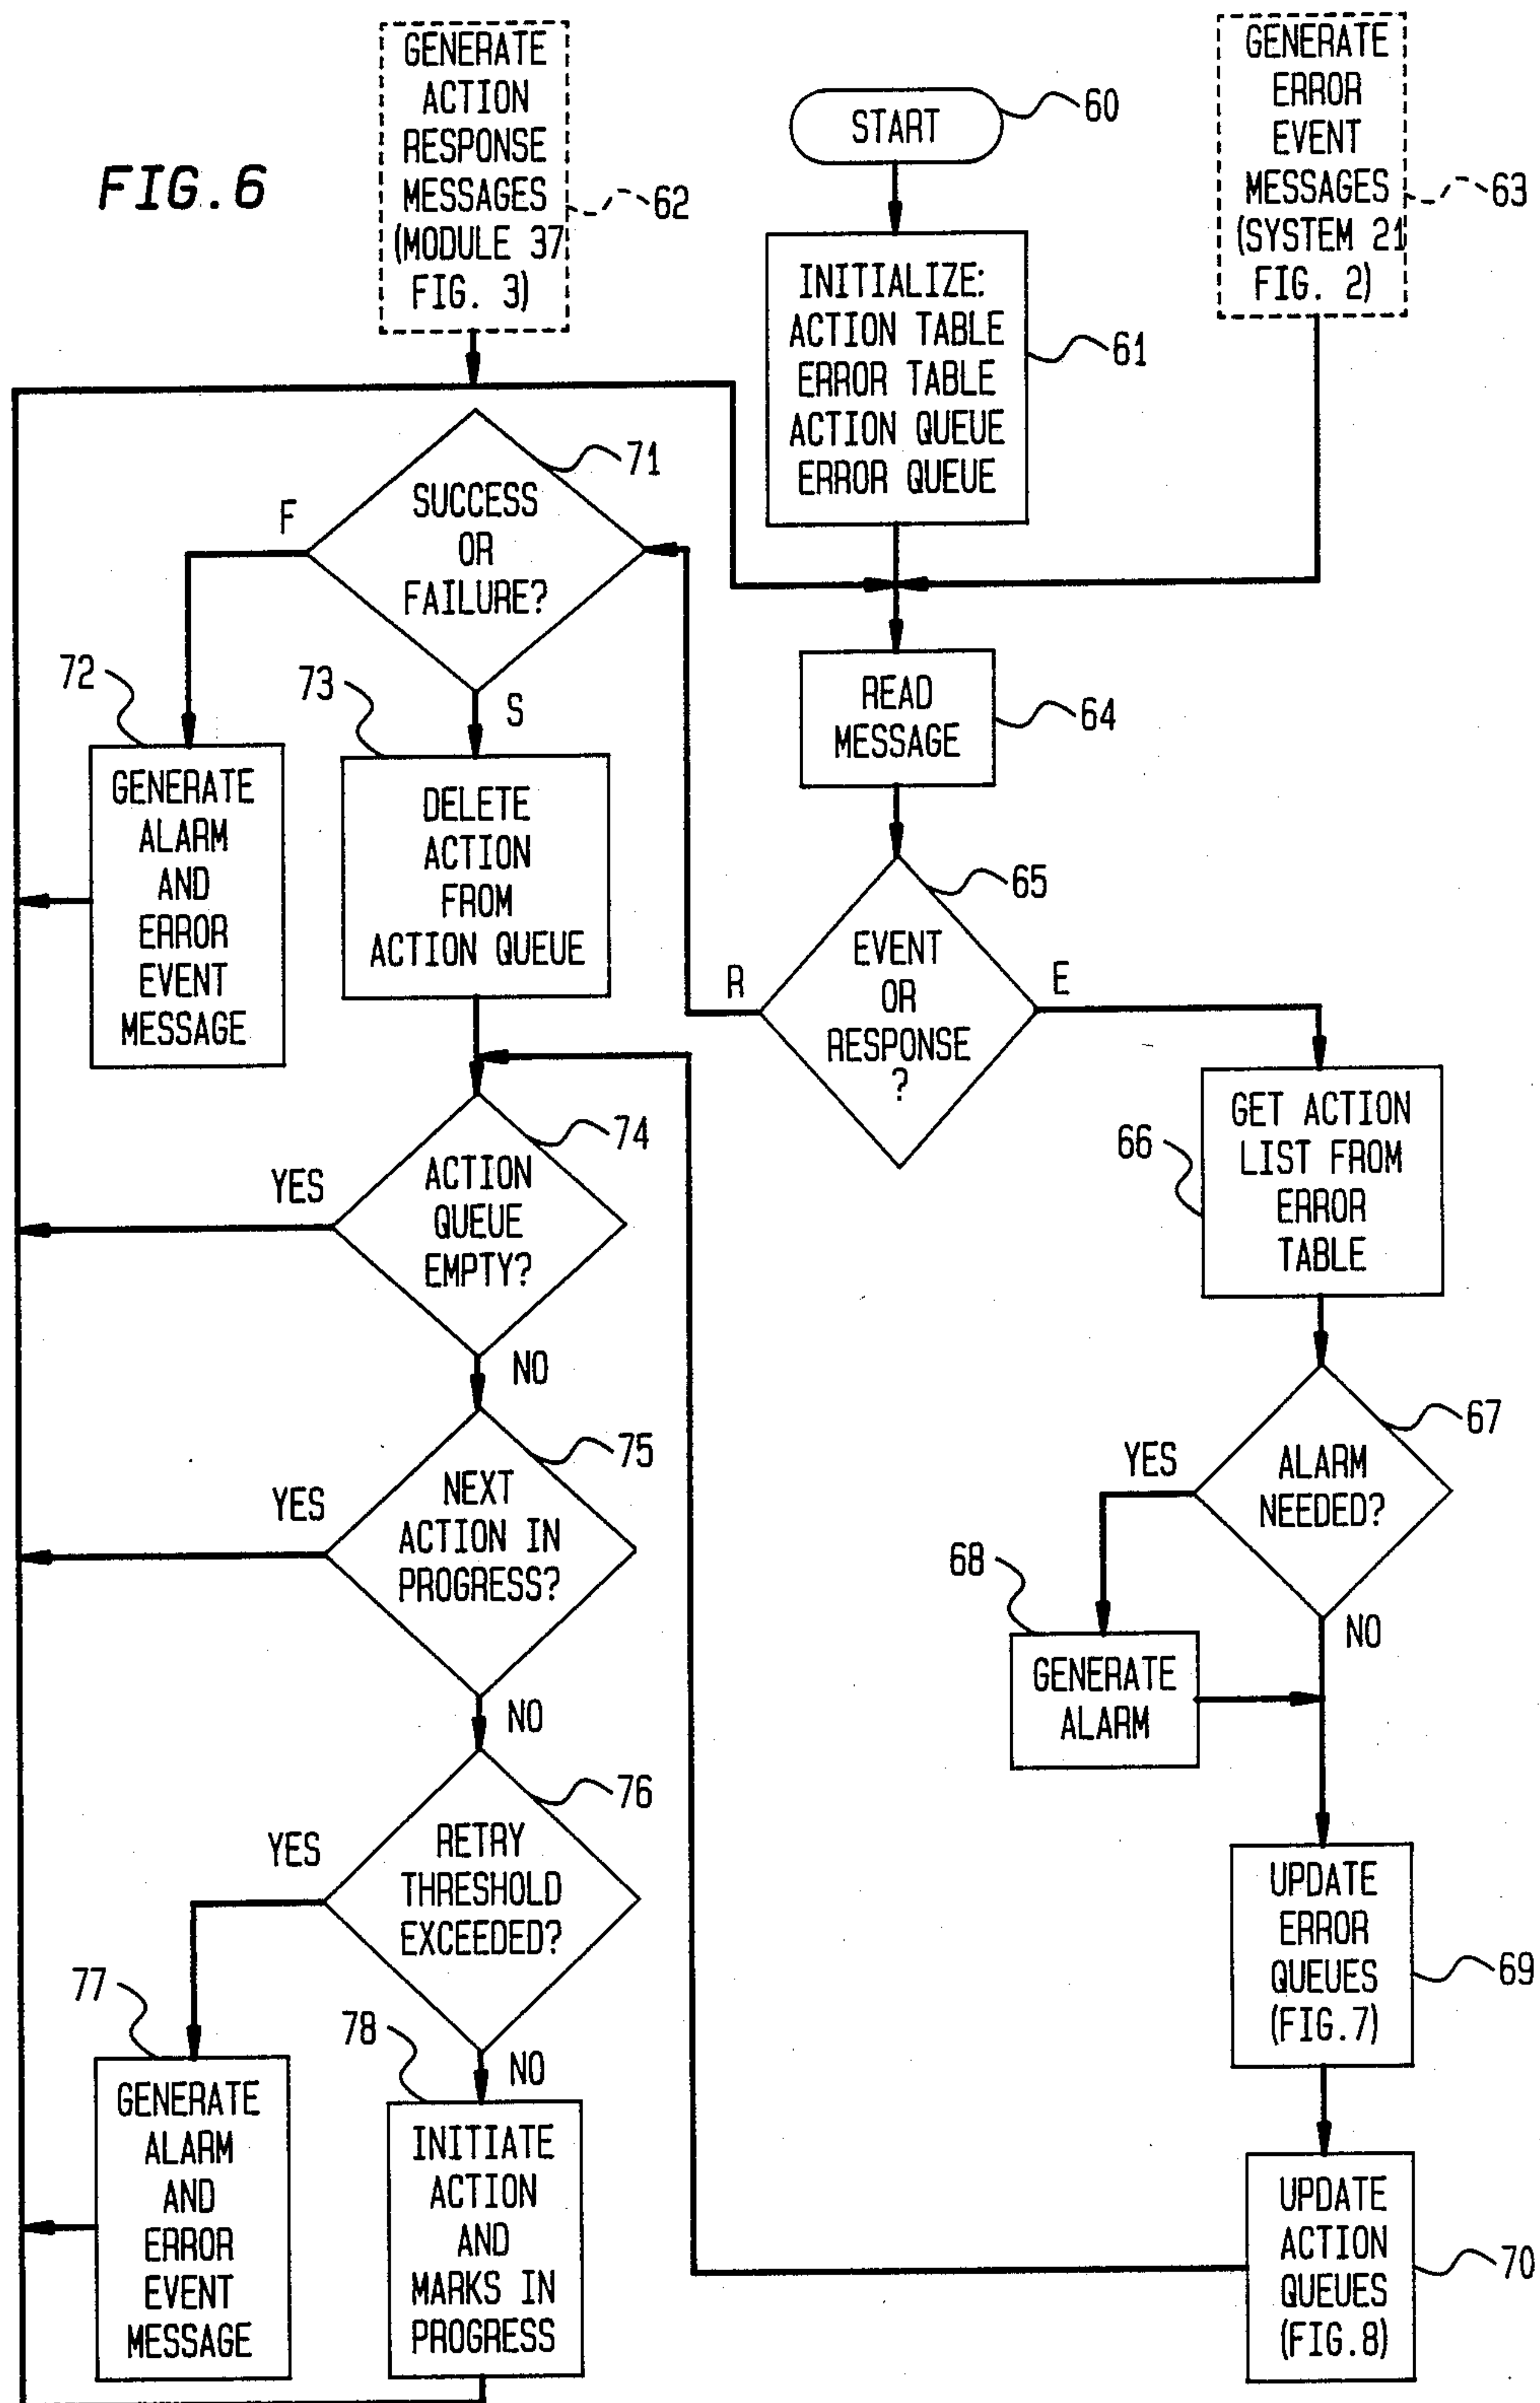 FIG.6
GENERATE
ACTION
RESPONSE
MESSAGES
(MODULE 37
FIG. 3)
62
START
60
GENERATE
ERROR
EVENT
MESSAGES
(SYSTEM 21
FIG. 2)
63
INITIALIZE:
ACTION TABLE
ERROR TABLE
ACTION QUEUE
ERROR QUEUE
61
SUCCESS
OR
FAILURE?
71
F
S
READ
MESSAGE
64
72
GENERATE
ALARM
AND
ERROR
EVENT
MESSAGE
73
DELETE
ACTION
FROM
ACTION QUEUE
EVENT
OR
RESPONSE
?
65
R
E
GET ACTION
LIST FROM
ERROR
TABLE
66
ACTION
QUEUE
EMPTY?
74
YES
NO
ALARM
NEEDED?
67
YES
NO
NEXT
ACTION IN
PROGRESS?
75
YES
NO
68
GENERATE
ALARM
RETRY
THRESHOLD
EXCEEDED?
76
YES
NO
UPDATE
ERROR
QUEUES
(FIG.7)
69
77
GENERATE
ALARM
AND
ERROR
EVENT
MESSAGE
78
INITIATE
ACTION
AND
MARKS IN
PROGRESS
UPDATE
ACTION
QUEUES
(FIG.8)
70